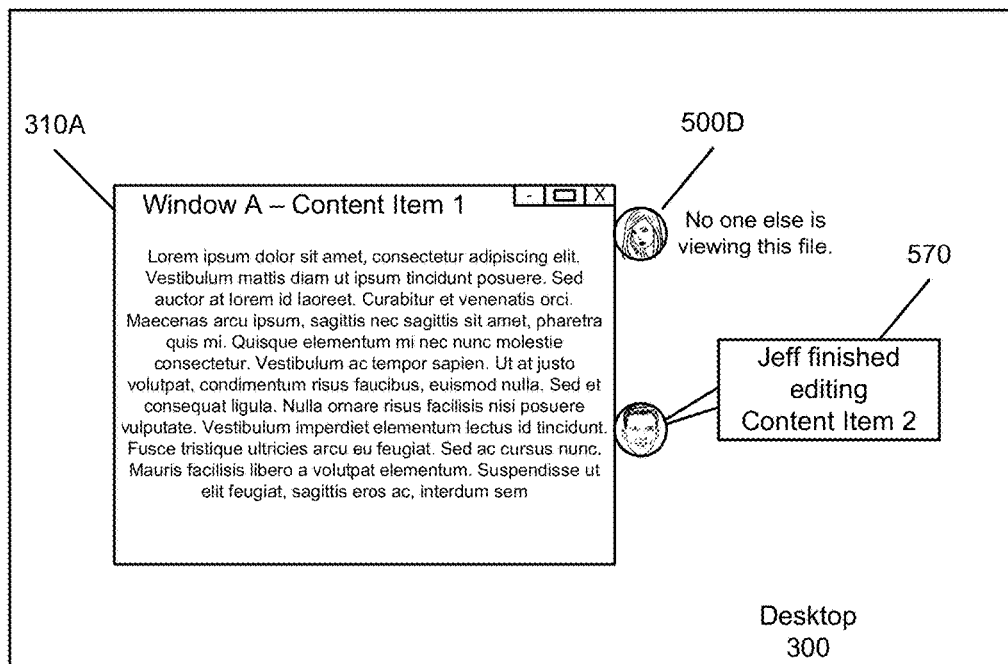 310A
500D
Window A – Content Item 1
- X
No one else is
viewing this file.
570
Lorem ipsum dolor sit amet, consectetur adipiscing elit.
Vestibulum mattis diam ut ipsum tincidunt posuere. Sed
auctor at lorem id laoreet. Curabitur et venenatis orci.
Maecenas arcu ipsum, sagittis nec sagittis sit amet, pharetra
quis mi. Quisque elementum mi nec nunc molestie
consectetur. Vestibulum ac tempor sapien. Ut at justo
volutpat, condimentum risus faucibus, euismod nulla. Sed et
consequat ligula. Nulla ornare risus facilisis nisi posuere
vulputate. Vestibulum imperdiet elementum lectus id tincidunt.
Fusce tristique ultricies arcu eu feugiat. Sed ac cursus nunc.
Mauris facilisis libero a volutpat elementum. Suspendisse ut
elit feugiat, sagittis eros ac, interdum sem
Jeff finished
editing
Content Item 2
Desktop
300